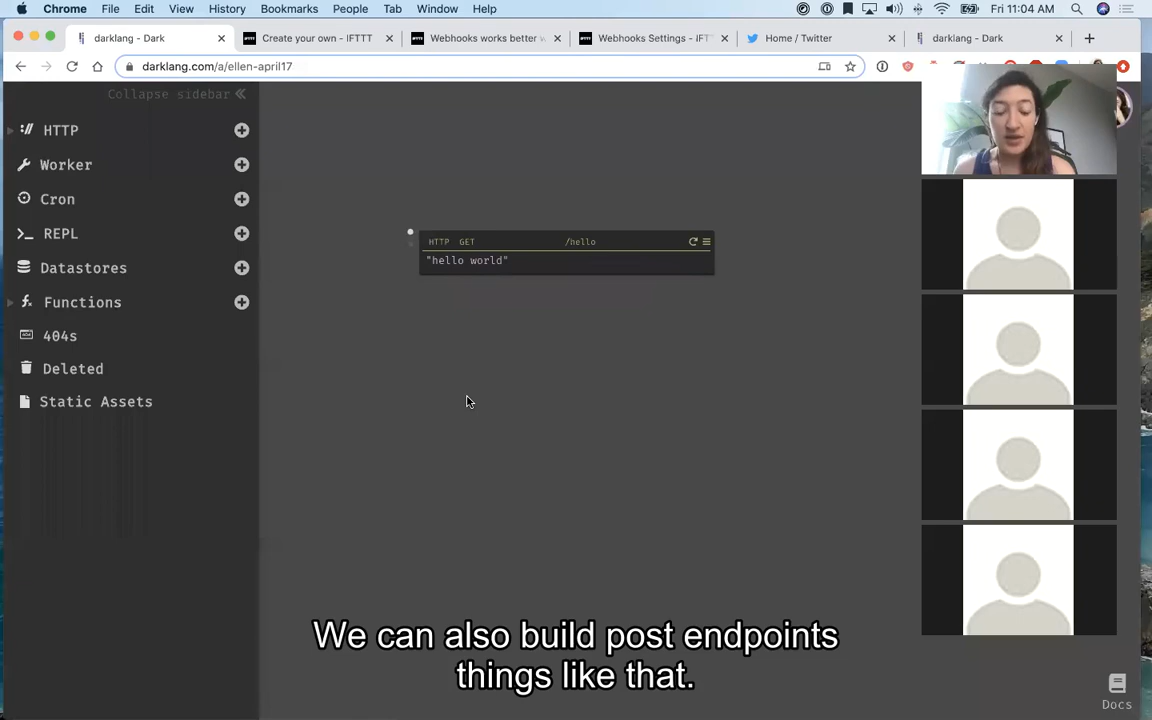 Chrome File Edit View History Bookmarks People Tab Window Help Fri 11:04 AM
darklang - Dark
Create your own - IFTTT
Webhooks works better w
Webhooks Settings - IFT
Home / Twitter
darklang - Dark
darklang.com/a/ellen-april17
Collapse sidebar
HTTP
Worker
Cron
REPL
Datastores
Functions
404s
Deleted
Static Assets
HTTP GET /hello
"hello world"
We can also build post endpoints
things like that.
Docs